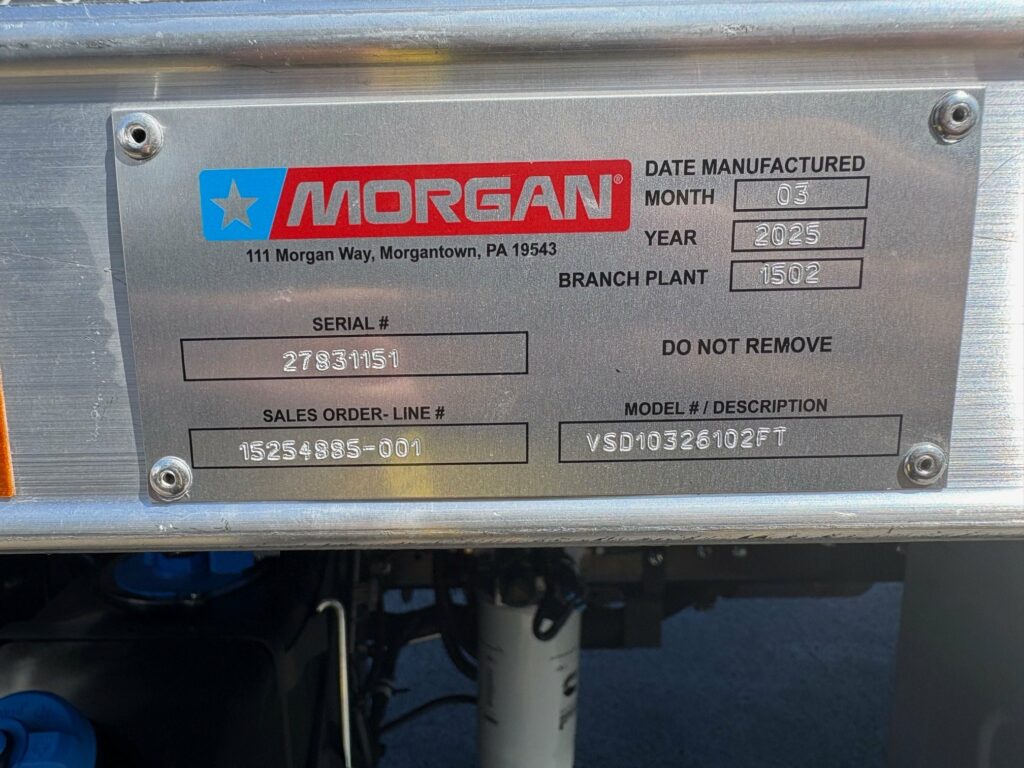 MORGAN®
111 Morgan Way, Morgantown, PA 19543
DATE MANUFACTURED
MONTH 03
YEAR 2025
BRANCH PLANT 1502
SERIAL #
27831151
DO NOT REMOVE
SALES ORDER- LINE #
15254885-001
MODEL # / DESCRIPTION
VSD10326102FT